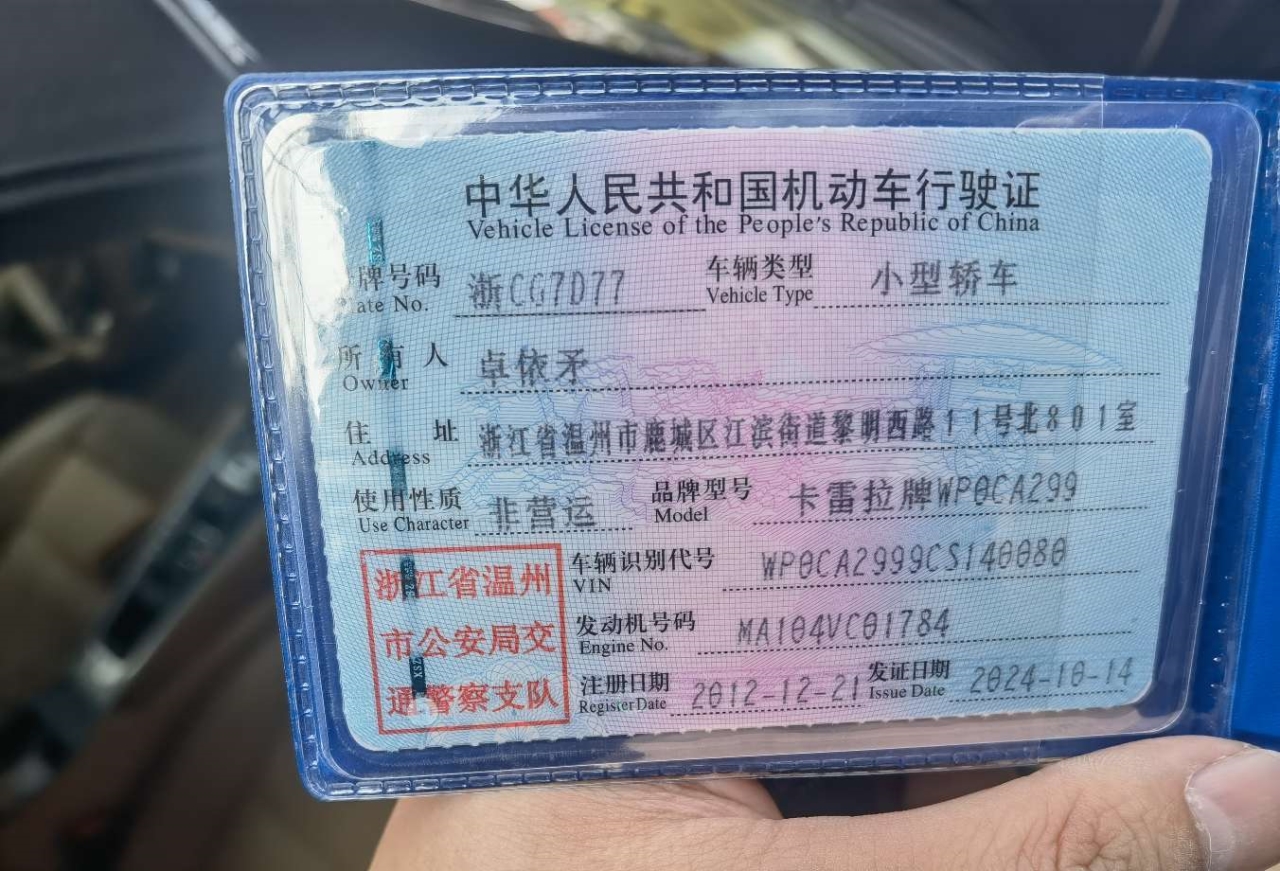 中华人民共和国机动车行驶证
Vehicle License of the People's Republic of China
牌号码 浙CG7D77 车辆类型 小型轿车
ate No. Vehicle Type
所有人 卓依矛
Owner
住址 浙江省温州市鹿城区江滨街道黎明西路11号北801室
Address
使用性质 非营运 品牌型号 卡雷拉牌WP0CA299
Use Character Model
浙江省温州
市公安局交
通警察支队
车辆识别代号 WP0CA2999CS140080
VIN
发动机号码 MA104VC01784
Engine No.
注册日期 2012-12-21 发证日期 2024-10-14
Register Date Issue Date